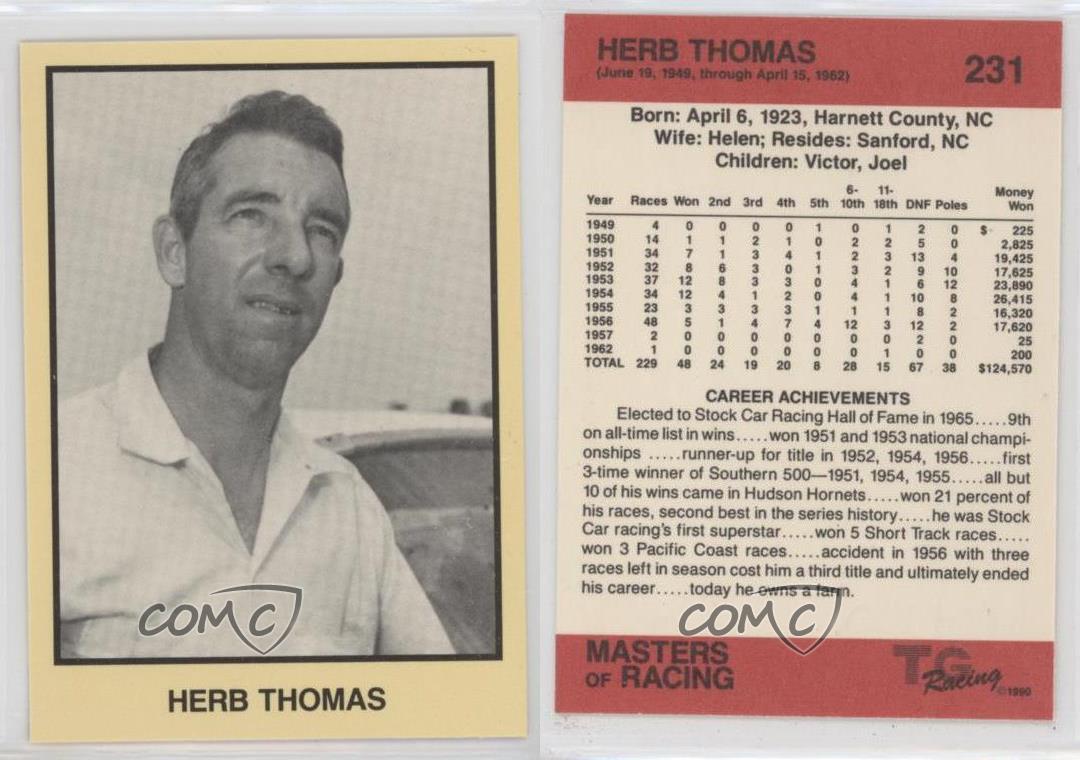 HERB THOMAS
COMC
HERB THOMAS
(June 19, 1949, through April 15, 1962)
231
Born: April 6, 1923, Harnett County, NC
Wife: Helen; Resides: Sanford, NC
Children: Victor, Joel
Year Races Won 2nd 3rd 4th 5th 6-10th 11-18th DNF Poles Money Won
1949 4 0 0 0 0 1 0 1 2 0 $ 225
1950 14 1 1 2 1 0 2 2 5 0 2,825
1951 34 7 1 3 4 1 2 3 13 4 19,425
1952 32 8 6 3 0 1 3 2 9 10 17,625
1953 37 12 8 3 3 0 4 1 6 12 23,890
1954 34 12 4 1 2 0 4 1 10 8 26,415
1955 23 3 3 3 3 1 1 1 8 2 16,320
1956 48 5 1 4 7 4 12 3 12 2 17,620
1957 2 0 0 0 0 0 0 0 2 0 25
1962 1 0 0 0 0 0 0 1 0 0 200
TOTAL 229 48 24 19 20 8 28 15 67 38 $124,570
CAREER ACHIEVEMENTS
Elected to Stock Car Racing Hall of Fame in 1965.....9th
on all-time list in wins.....won 1951 and 1953 national champi-
onships .....runner-up for title in 1952, 1954, 1956.....first
3-time winner of Southern 500—1951, 1954, 1955.....all but
10 of his wins came in Hudson Hornets.....won 21 percent of
his races, second best in the series history.....he was Stock
Car racing's first superstar.....won 5 Short Track races.....
won 3 Pacific Coast races.....accident in 1956 with three
races left in season cost him a third title and ultimately ended
his career.....today he owns a farm.
COMC
MASTERS
OF RACING
TG
Racing
©1990